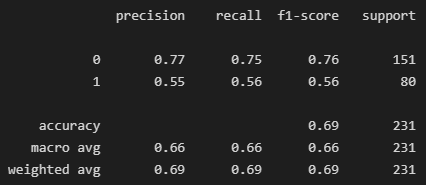 precision recall f1-score support
0 0.77 0.75 0.76 151
1 0.55 0.56 0.56 80
accuracy 0.69 231
macro avg 0.66 0.66 0.66 231
weighted avg 0.69 0.69 0.69 231